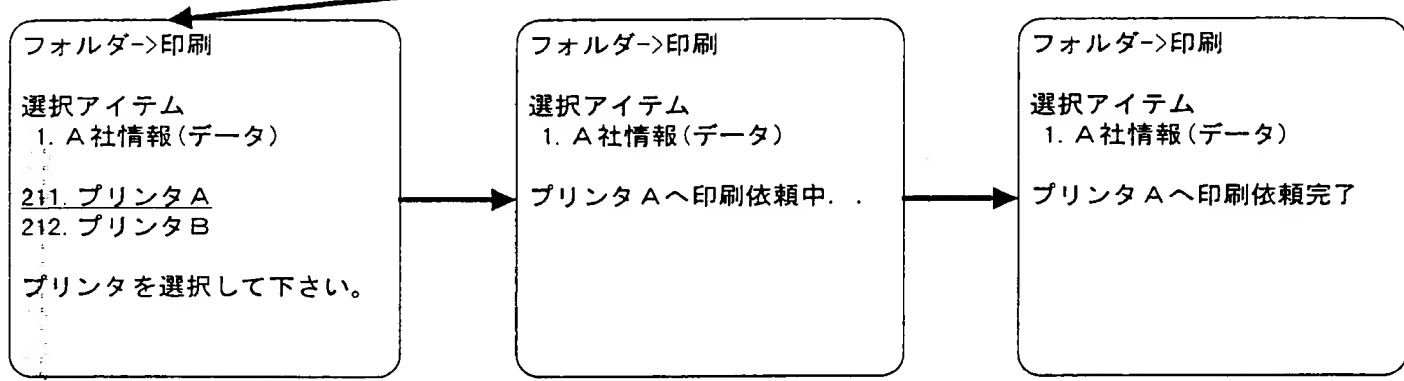 フォルダ->印刷
選択アイテム
1. A社情報(データ)
211. プリンタA
212. プリンタB
プリンタを選択して下さい。
フォルダ->印刷
選択アイテム
1. A社情報(データ)
プリンタAへ印刷依頼中. .
フォルダ->印刷
選択アイテム
1. A社情報(データ)
プリンタAへ印刷依頼完了